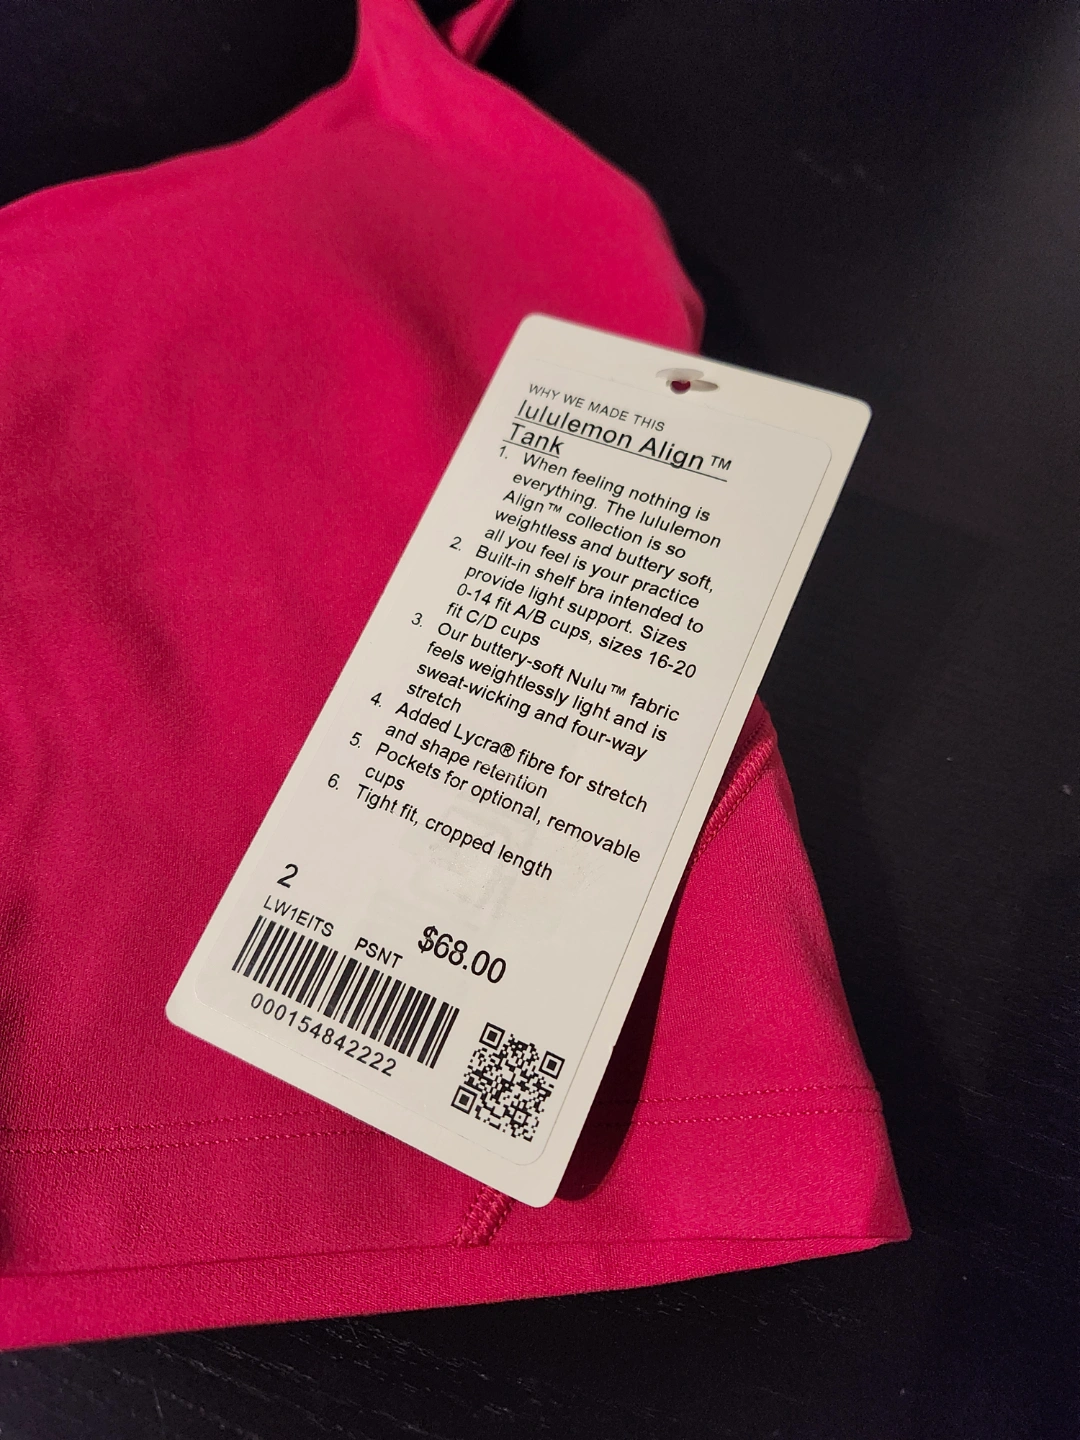 WHY WE MADE THIS
lululemon Align™
Tank
1. When feeling nothing is
everything. The lululemon
Align™ collection is so
weightless and buttery soft,
all you feel is your practice
2. Built-in shelf bra intended to
provide light support. Sizes
0-14 fit A/B cups, sizes 16-20
fit C/D cups
3. Our buttery-soft Nulu™ fabric
feels weightlessly light and is
sweat-wicking and four-way
stretch
4. Added Lycra® fibre for stretch
and shape retention
5. Pockets for optional, removable
cups
6. Tight fit, cropped length
2
LW1EITS PSNT $68.00
000154842222